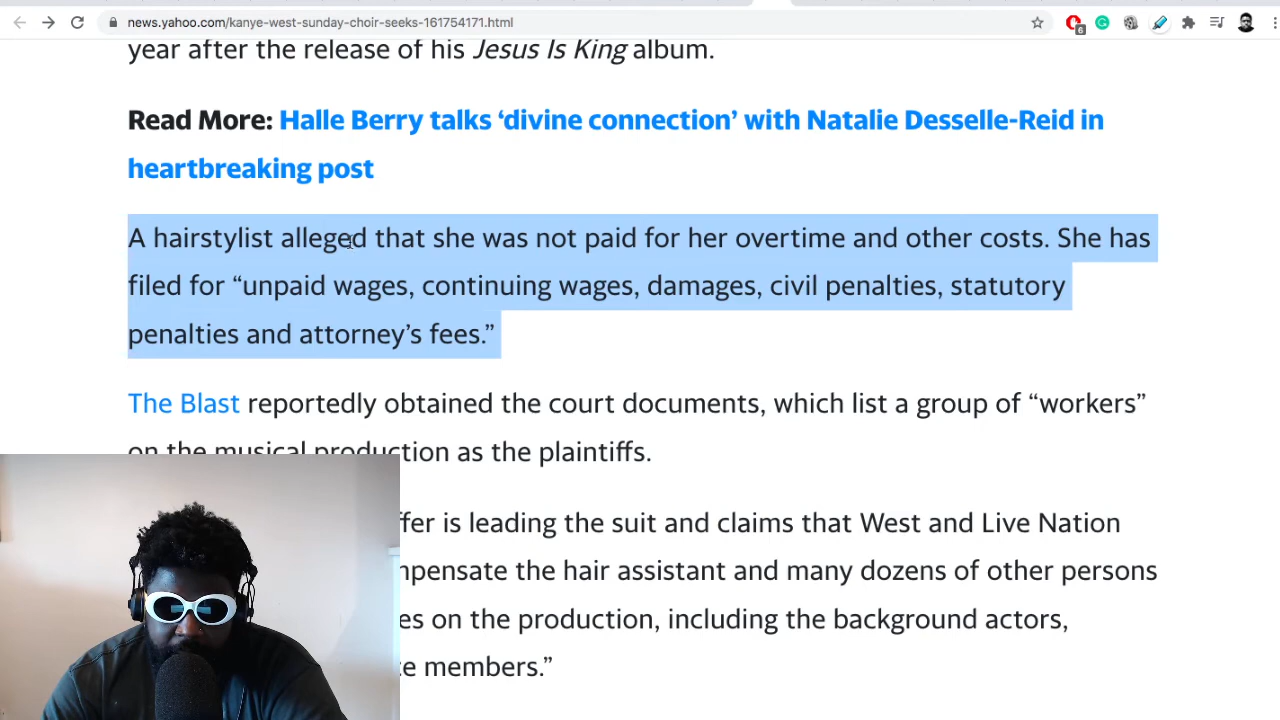 news.yahoo.com/kanye-west-sunday-choir-seeks-161754171.html
6
year after the release of his Jesus Is King album.
Read More: Halle Berry talks ‘divine connection’ with Natalie Desselle-Reid in
heartbreaking post
A hairstylist alleged that she was not paid for her overtime and other costs. She has
filed for “unpaid wages, continuing wages, damages, civil penalties, statutory
penalties and attorney’s fees.”
The Blast reportedly obtained the court documents, which list a group of “workers”
on the musical production as the plaintiffs.
ffer is leading the suit and claims that West and Live Nation
mpensate the hair assistant and many dozens of other persons
es on the production, including the background actors,
ce members.”